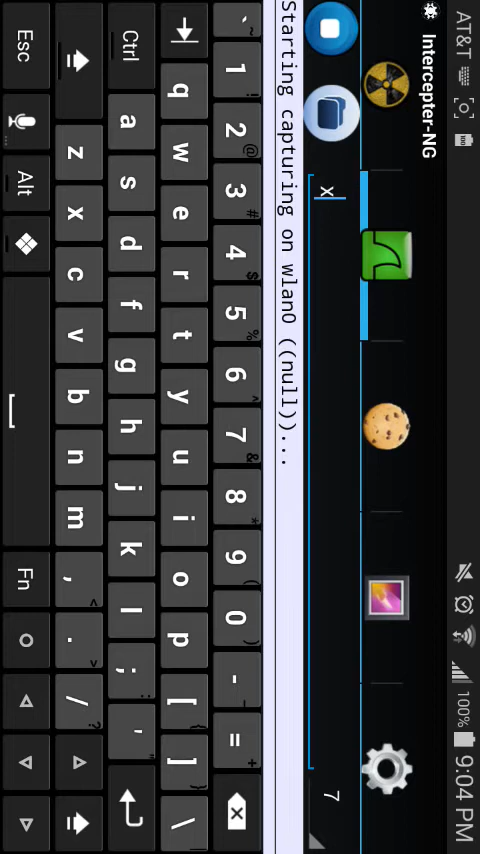 AT&T 100 100% 9:04 PM
Intercepter-NG
x 7
Starting capturing on wlan0 ((null))...
` ~ 1 ! 2 @ 3 # 4 $ 5 % 6 ^ 7 & 8 * 9 ( 0 ) - _ = +
q w e r t y u i o p [ { ] } \ |
Ctrl a s d f g h j k l ; : ' "
z x c v b n m , < . > / ?
Esc ... Alt Fn